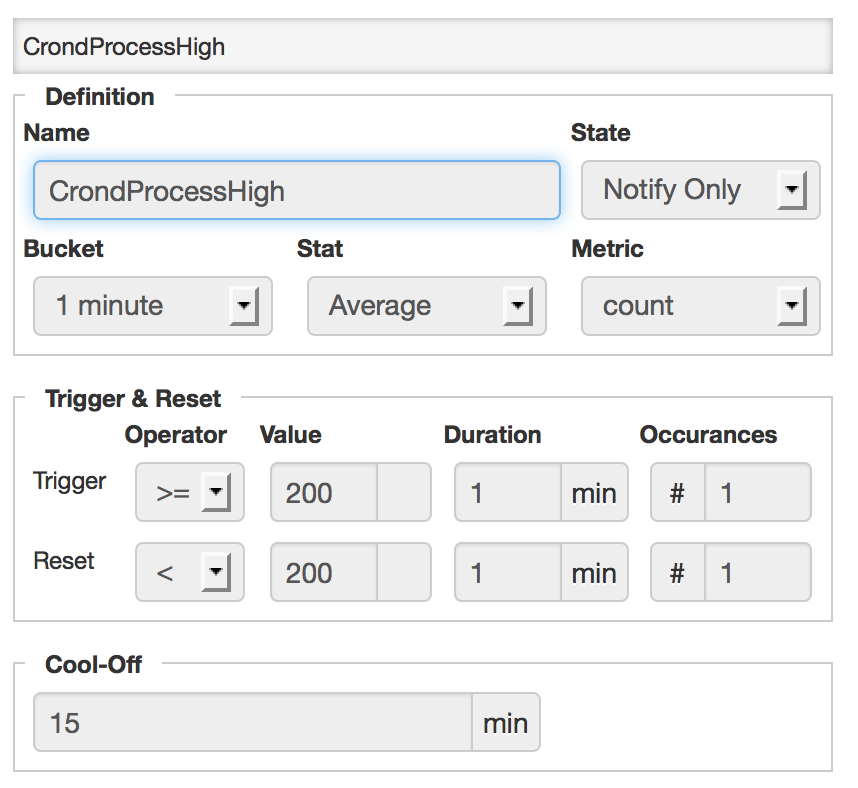 CrondProcessHigh
Definition
Name State
CrondProcessHigh Notify Only
Bucket Stat Metric
1 minute Average count
Trigger & Reset
Operator Value Duration Occurances
Trigger >= 200 1 min # 1
Reset < 200 1 min # 1
Cool-Off
15 min